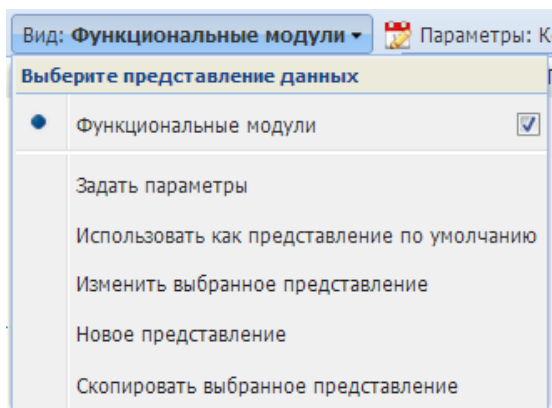 Вид: Функциональные модули Параметры: К
Выберите представление данных
Функциональные модули
Задать параметры
Использовать как представление по умолчанию
Изменить выбранное представление
Новое представление
Скопировать выбранное представление